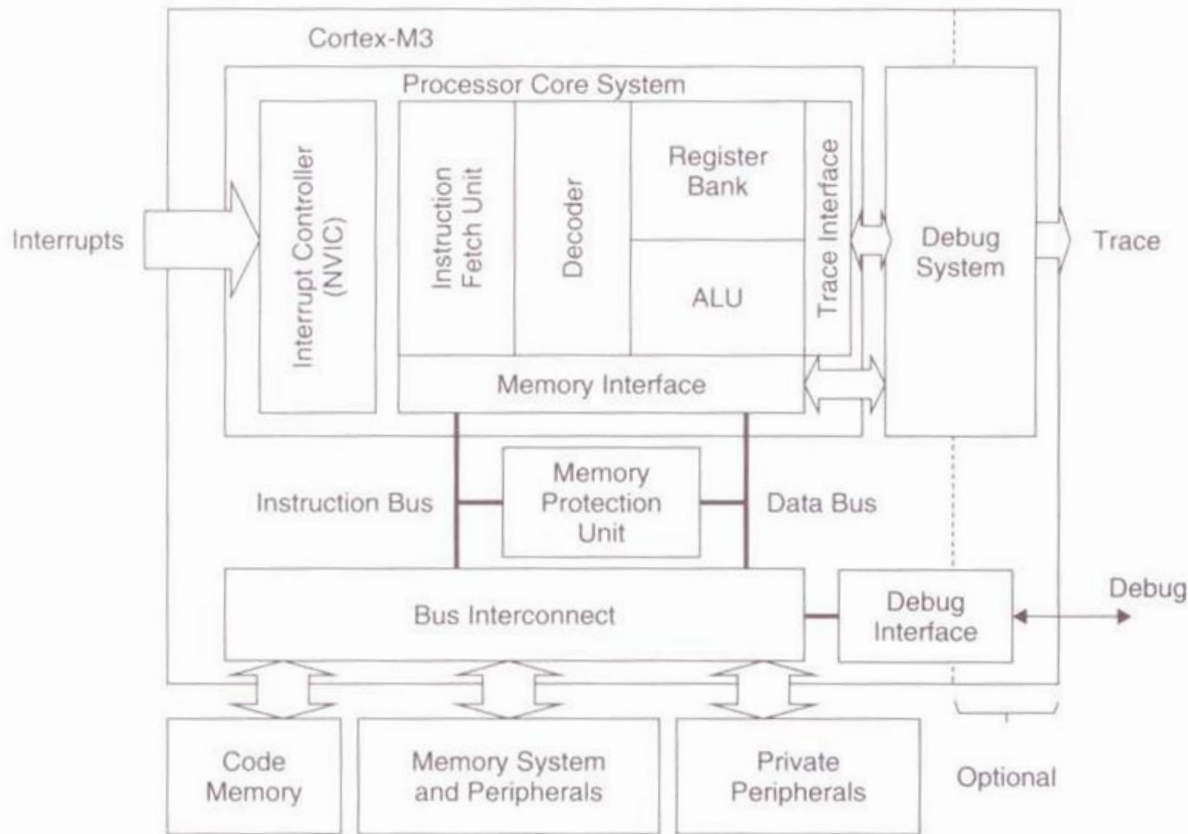 Cortex-M3
Processor Core System
Interrupts
Interrupt Controller
(NVIC)
Instruction
Fetch Unit
Decoder
Register
Bank
ALU
Trace Interface
Debug
System
Trace
Memory Interface
Instruction Bus
Memory
Protection
Unit
Data Bus
Bus Interconnect
Debug
Interface
Debug
Code
Memory
Memory System
and Peripherals
Private
Peripherals
Optional